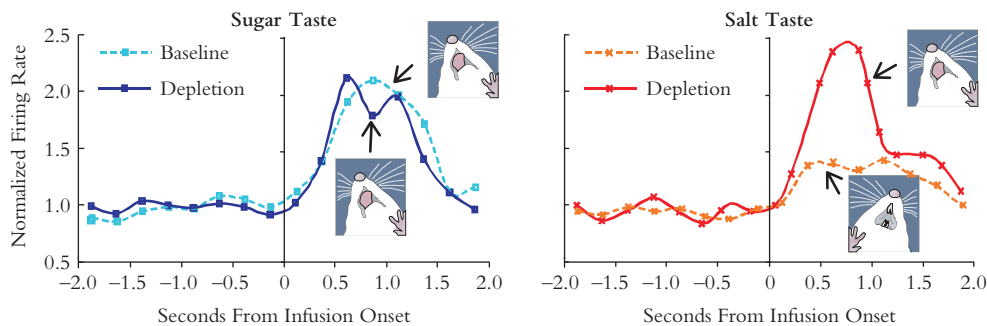 Sugar Taste
Normalized Firing Rate
2.5
2.0
1.5
1.0
0.5
Baseline
Depletion
−2.0 −1.5 −1.0 −0.5 0 0.5 1.0 1.5 2.0
Seconds From Infusion Onset
Salt Taste
Baseline
Depletion
−2.0 −1.5 −1.0 −0.5 0 0.5 1.0 1.5 2.0
Seconds From Infusion Onset